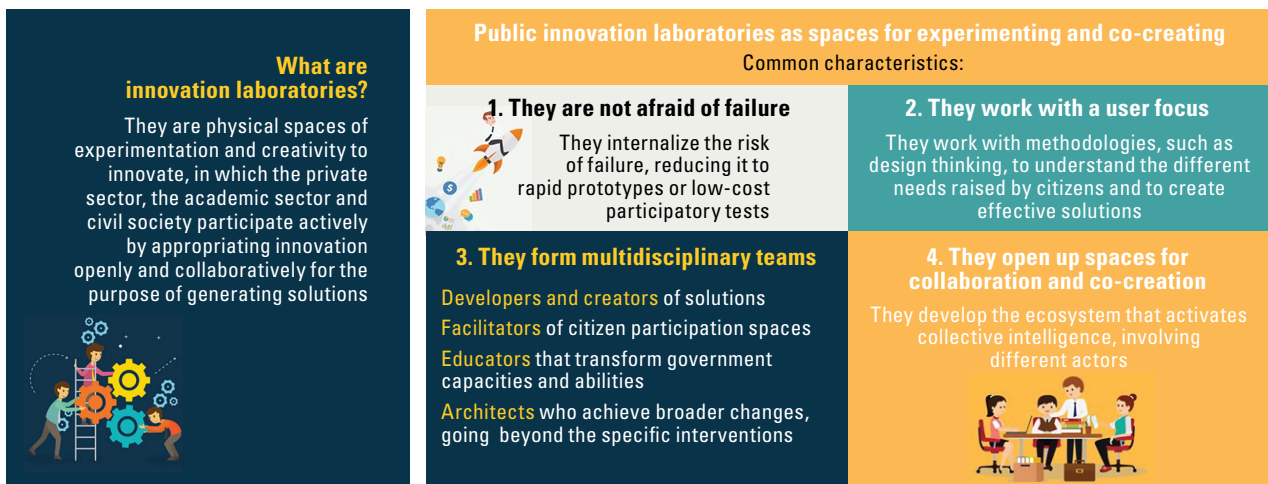 What are
innovation laboratories?
They are physical spaces of
experimentation and creativity to
innovate, in which the private
sector, the academic sector and
civil society participate actively
by appropriating innovation
openly and collaboratively for the
purpose of generating solutions
Public innovation laboratories as spaces for experimenting and co-creating
Common characteristics:
1. They are not afraid of failure
They internalize the risk
of failure, reducing it to
rapid prototypes or low-cost
participatory tests
2. They work with a user focus
They work with methodologies, such as
design thinking, to understand the different
needs raised by citizens and to create
effective solutions
3. They form multidisciplinary teams
Developers and creators of solutions
Facilitators of citizen participation spaces
Educators that transform government
capacities and abilities
Architects who achieve broader changes,
going beyond the specific interventions
4. They open up spaces for
collaboration and co-creation
They develop the ecosystem that activates
collective intelligence, involving
different actors